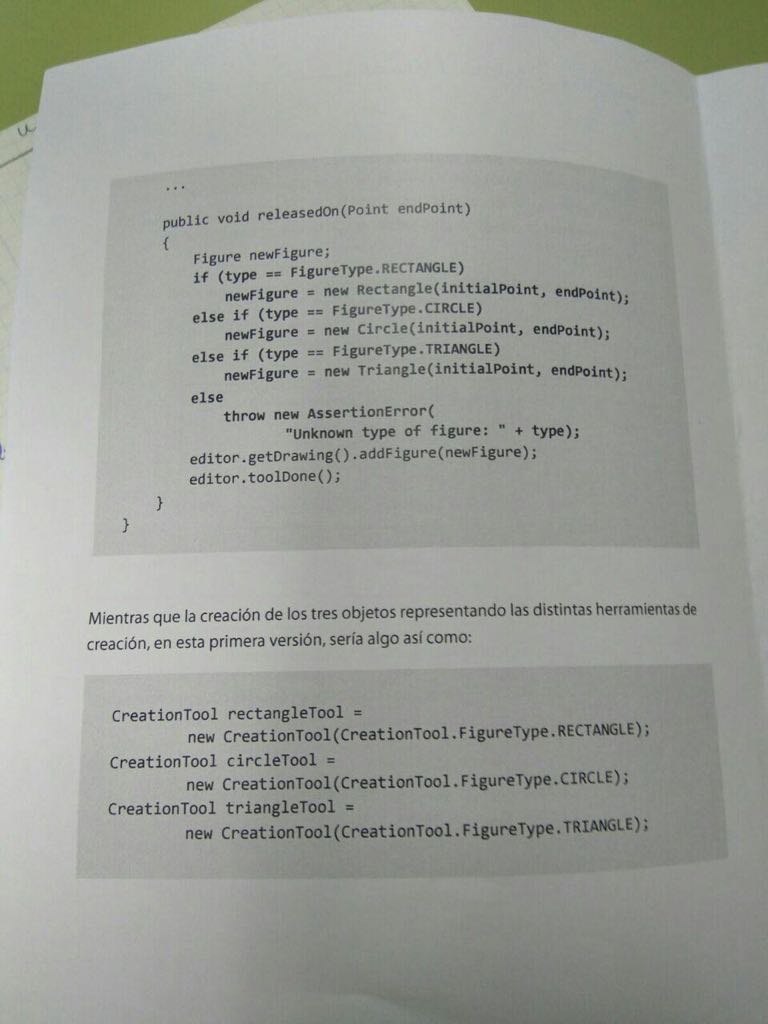 ...
public void releasedOn(Point endPoint)
{
Figure newFigure;
if (type == FigureType.RECTANGLE)
newFigure = new Rectangle(initialPoint, endPoint);
else if (type == FigureType.CIRCLE)
newFigure = new Circle(initialPoint, endPoint);
else if (type == FigureType.TRIANGLE)
newFigure = new Triangle(initialPoint, endPoint);
else
throw new AssertionError(
"Unknown type of figure: " + type);
editor.getDrawing().addFigure(newFigure);
editor.toolDone();
}
}
Mientras que la creación de los tres objetos representando las distintas herramientas de
creación, en esta primera versión, sería algo así como:
CreationTool rectangleTool =
new CreationTool(CreationTool.FigureType.RECTANGLE);
CreationTool circleTool =
new CreationTool(CreationTool.FigureType.CIRCLE);
CreationTool triangleTool =
new CreationTool(CreationTool.FigureType.TRIANGLE);